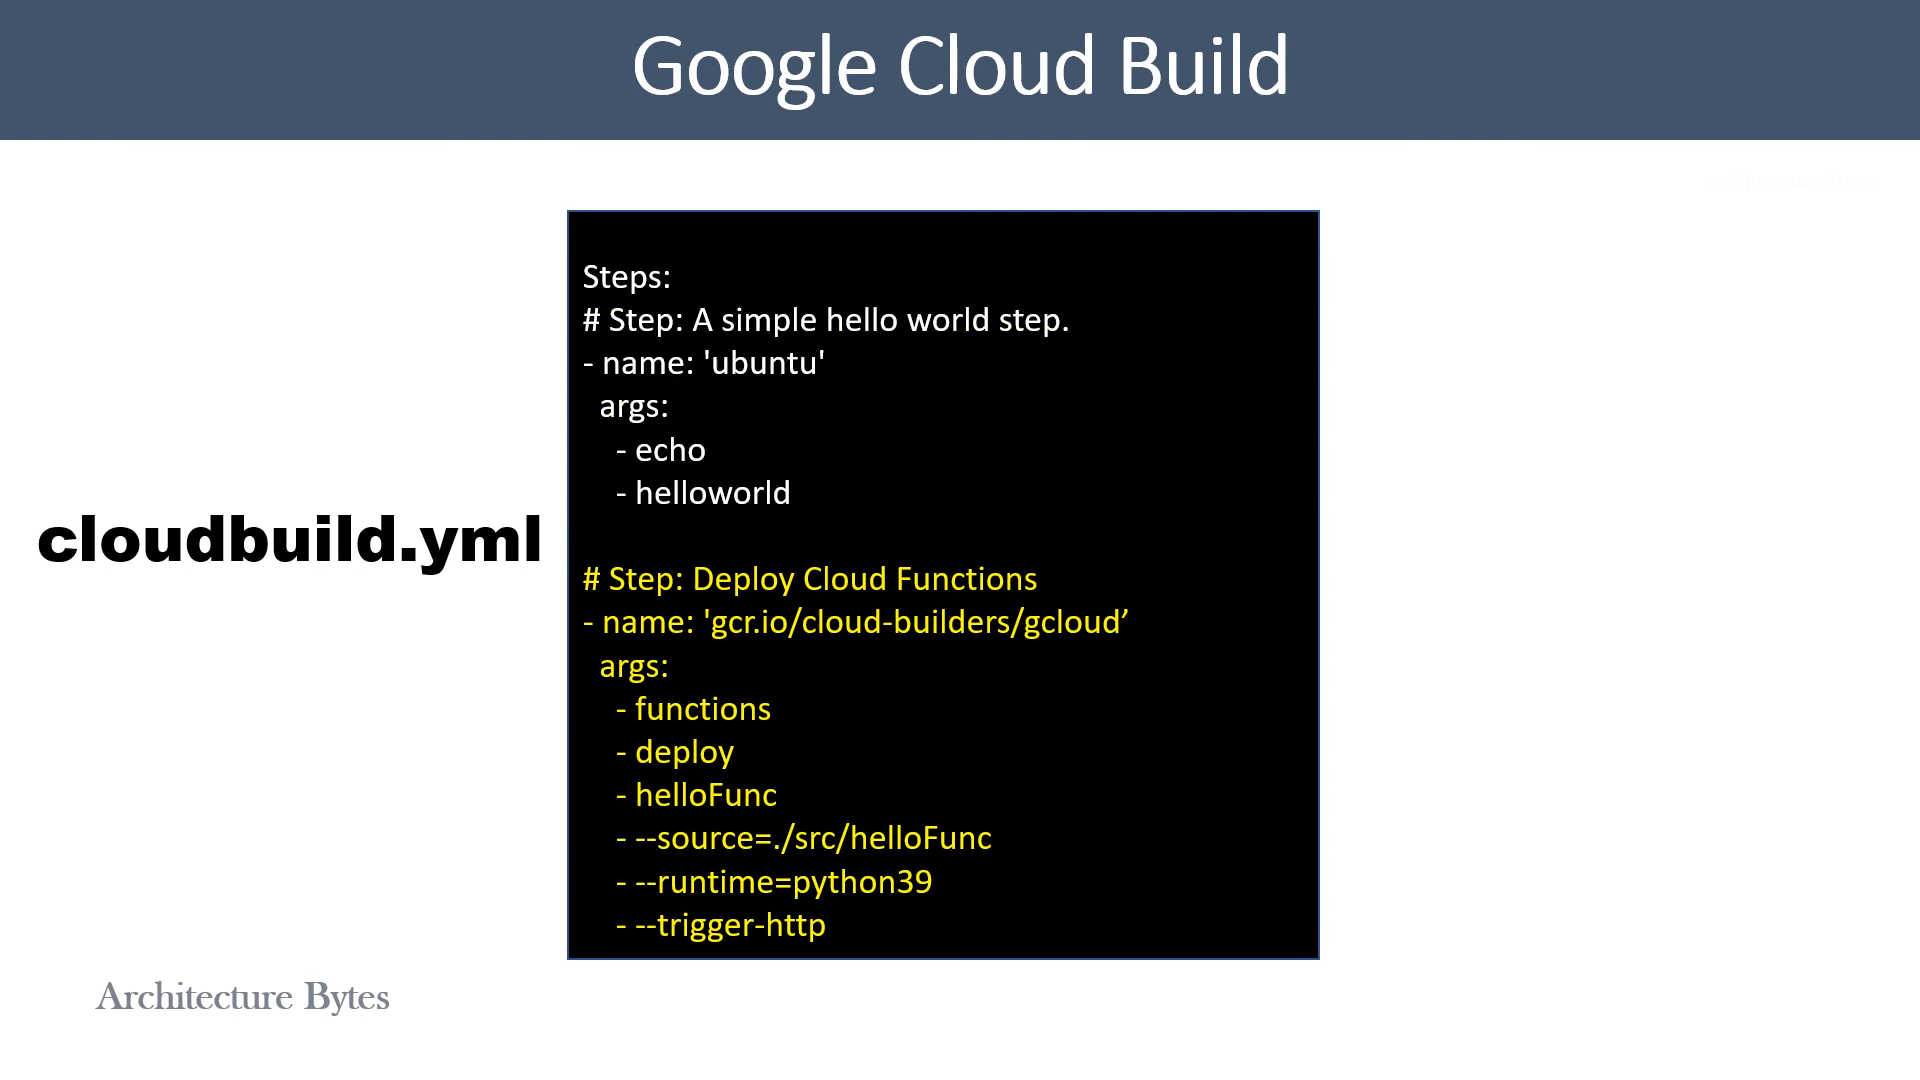 Google Cloud Build
cloudbuild.yml
Steps:
# Step: A simple hello world step.
- name: 'ubuntu'
args:
- echo
- helloworld
# Step: Deploy Cloud Functions
- name: 'gcr.io/cloud-builders/gcloud’
args:
- functions
- deploy
- helloFunc
- --source=./src/helloFunc
- --runtime=python39
- --trigger-http
Architecture Bytes